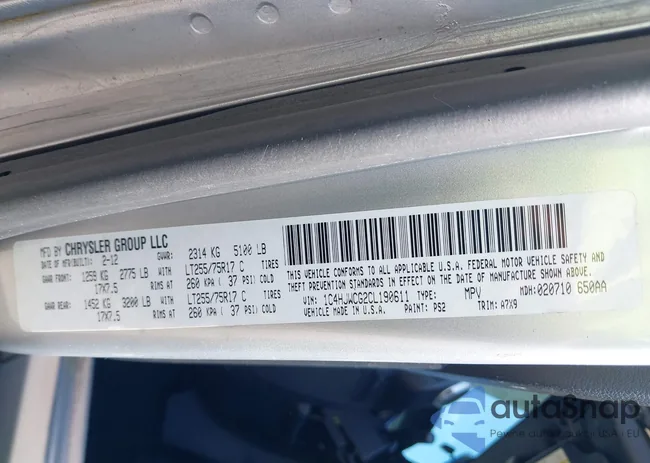 MFD BY CHRYSLER GROUP LLC
DATE OF MFR/BUILT: 2-12 GVWR: 2314 KG 5100 LB
GAWR FRONT: 1259 KG 2775 LB WITH LT255/75R17 C TIRES
17X7.5 RIMS AT 260 KPA ( 37 PSI) COLD
GAWR REAR: 1452 KG 3200 LB WITH LT255/75R17 C TIRES
17X7.5 RIMS AT 260 KPA ( 37 PSI) COLD
THIS VEHICLE CONFORMS TO ALL APPLICABLE U.S.A. FEDERAL MOTOR VEHICLE SAFETY AND
THEFT PREVENTION STANDARDS IN EFFECT ON THE DATE OF MANUFACTURE SHOWN ABOVE.
VIN: 1C4HJWCG2CL190611 TYPE: MPV MDH: 020710 650AA
VEHICLE MADE IN U.S.A. PAINT: PS2 TRIM: A7X9
autoSnap